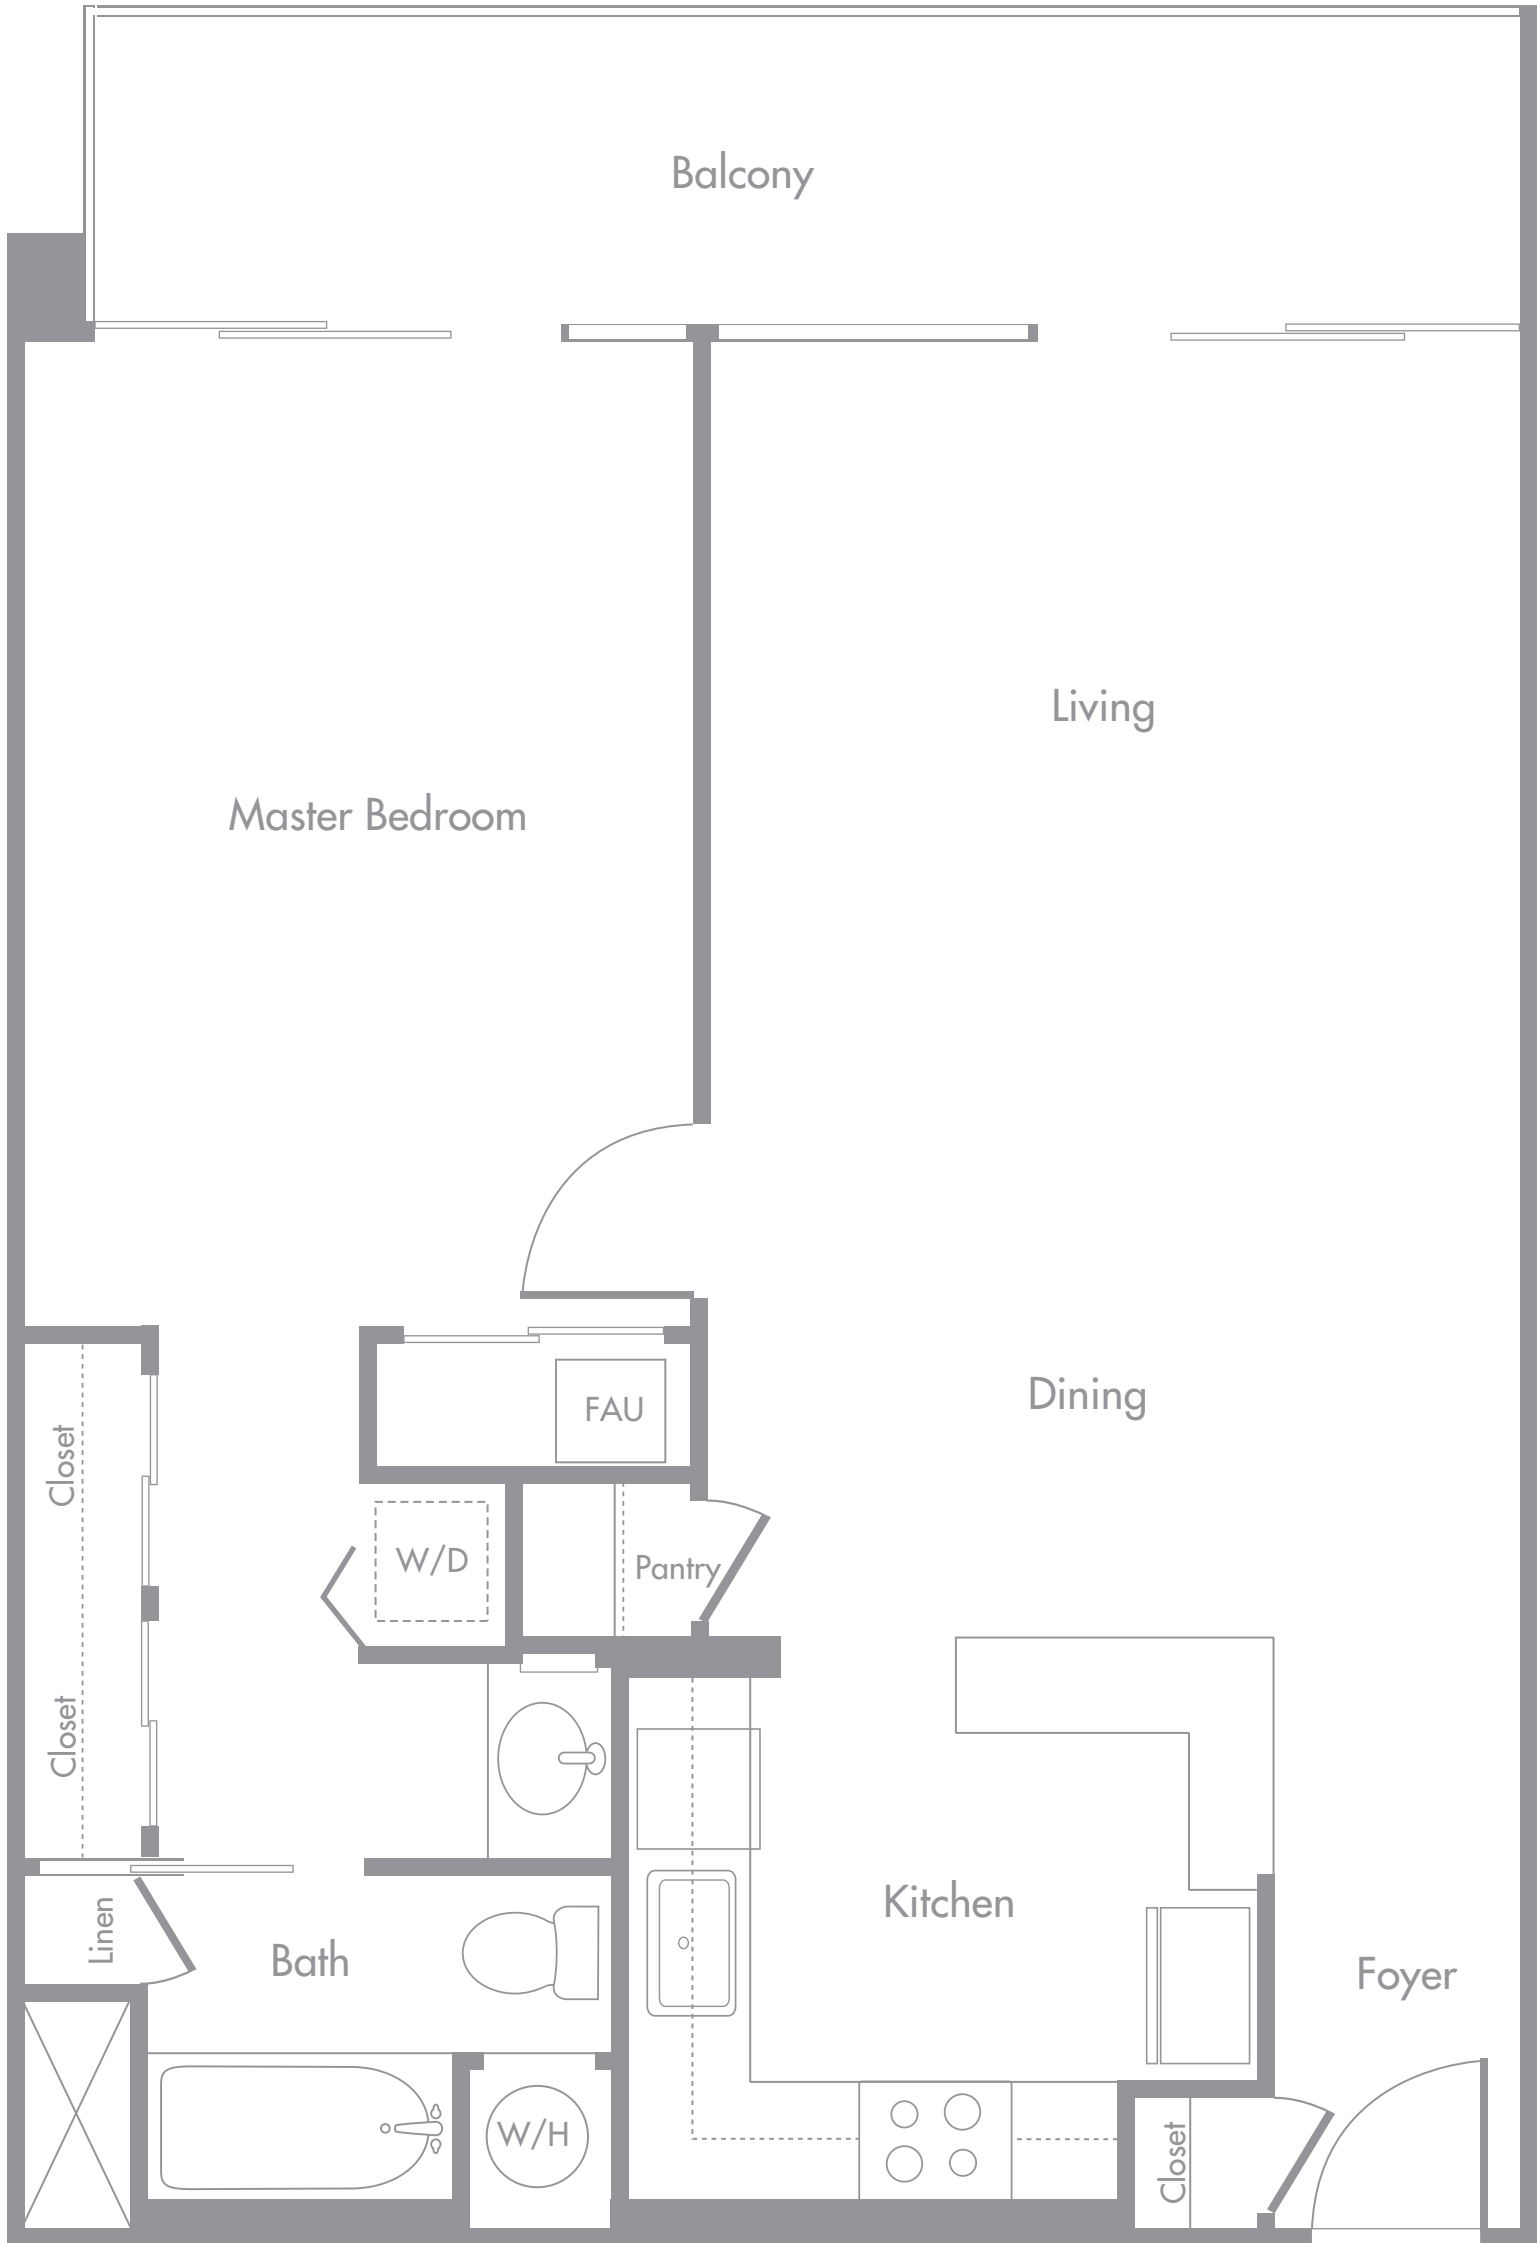 Balcony
Living
Master Bedroom
Dining
FAU
Closet
W/D
Pantry
Closet
Kitchen
Linen
Bath
Foyer
W/H
Closet